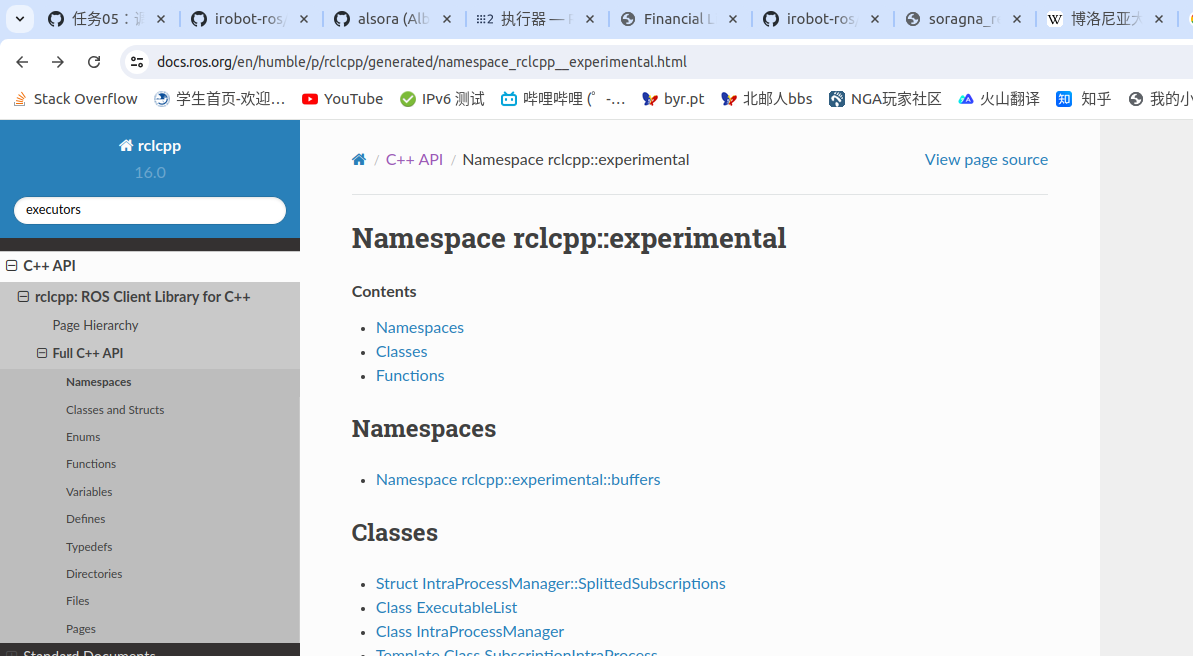 任务05：调 irobot-ros/ alsora (Alb 执行器 — R Financial L irobot-ros/ soragna_re 博洛尼亚大
docs.ros.org/en/humble/p/rclcpp/generated/namespace_rclcpp__experimental.html
Stack Overflow 学生首页-欢迎... YouTube IPv6 测试 哔哩哔哩 (゜-... byr.pt 北邮人bbs NGA玩家社区 火山翻译 知乎 我的小
rclcpp
16.0
executors
C++ API
rclcpp: ROS Client Library for C++
Page Hierarchy
Full C++ API
Namespaces
Classes and Structs
Enums
Functions
Variables
Defines
Typedefs
Directories
Files
Pages
Standard Documents
/ C++ API / Namespace rclcpp::experimental View page source
Namespace rclcpp::experimental
Contents
Namespaces
Classes
Functions
Namespaces
Namespace rclcpp::experimental::buffers
Classes
Struct IntraProcessManager::SplittedSubscriptions
Class ExecutableList
Class IntraProcessManager
Template Class SubscriptionIntraProcess